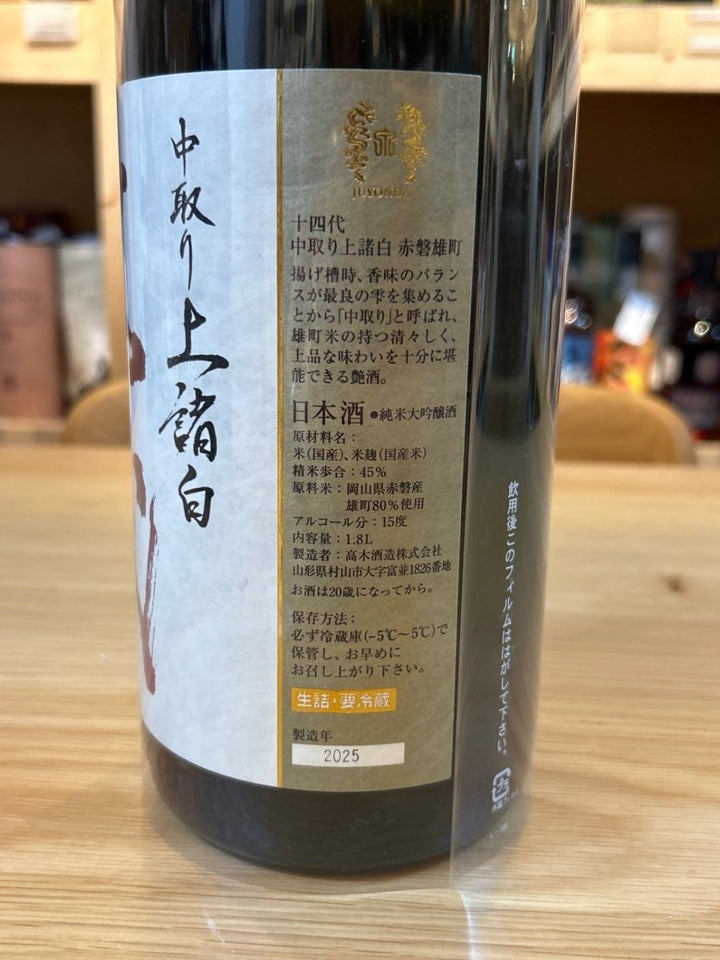 中取り上諸白
JUYONDAI
十四代
中取り上諸白 赤磐雄町
揚げ槽時、香味のバラン
スが最良の雫を集めるこ
とから「中取り」と呼ばれ、
雄町米の持つ清々しく、
上品な味わいを十分に堪
能できる艶酒。
日本酒 ●純米大吟醸酒
原材料名：
米(国産)、米麹(国産米)
精米歩合：45％
原料米：岡山県赤磐産
雄町80％使用
アルコール分：15度
内容量：1.8L
製造者：高木酒造株式会社
山形県村山市大字富並1826番地
お酒は20歳になってから。
保存方法：
必ず冷蔵庫(−5℃〜5℃)で
保管し、お早めに
お召し上がり下さい。
生詰・要冷蔵
製造年
2025
飲用後このフィルムははがして下さい。